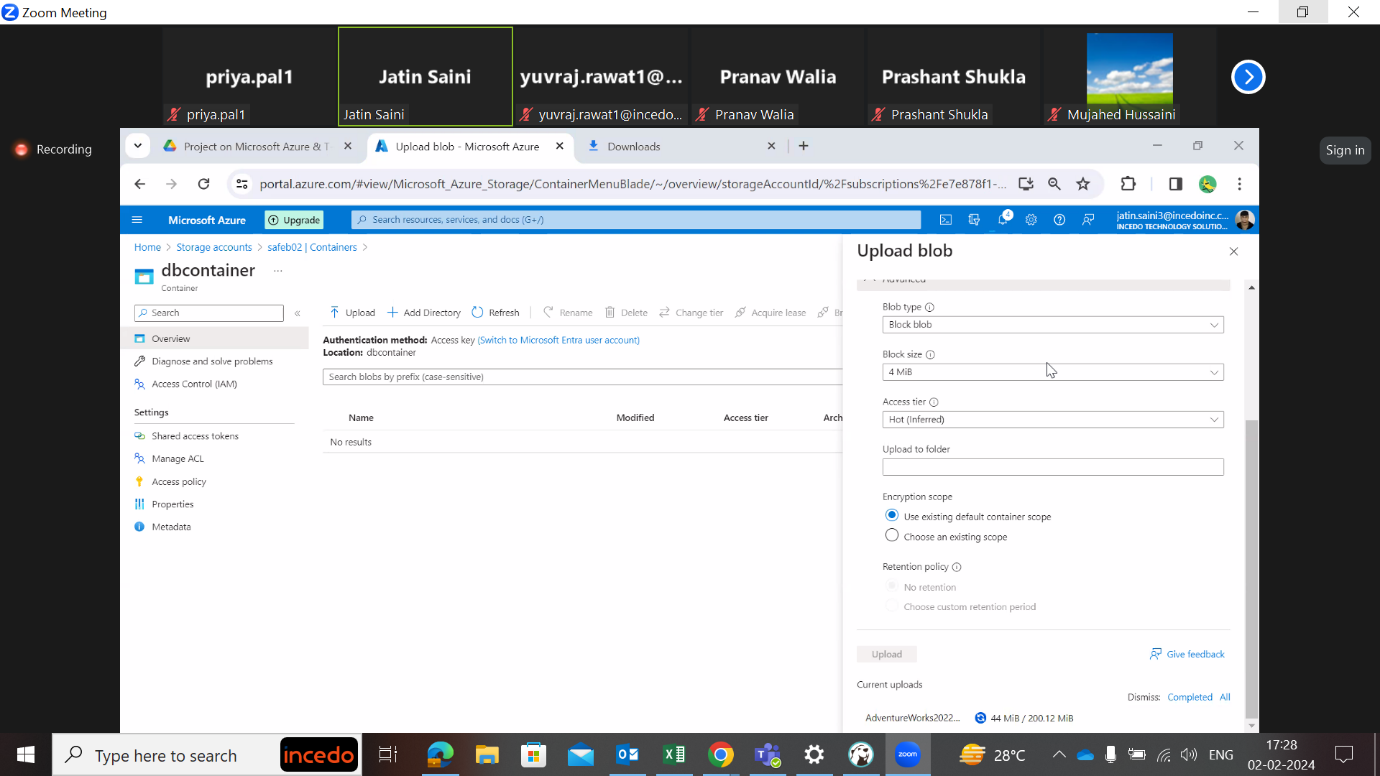 Zoom Meeting
priya.pal1
Jatin Saini
yuvraj.rawat1@...
Pranav Walia
Prashant Shukla
priya.pal1
Jatin Saini
yuvraj.rawat1@incedo...
Pranav Walia
Prashant Shukla
Mujahed Hussaini
Recording
Sign in
Project on Microsoft Azure & T
Upload blob - Microsoft Azure
Downloads
portal.azure.com/#view/Microsoft_Azure_Storage/ContainerMenuBlade/~/overview/storageAccountId/%2Fsubscriptions%2Fe7e878f1-...
Microsoft Azure
Upgrade
Search resources, services, and docs (G+/)
4
jatin.saini3@incedoinc.c...
INCEDO TECHNOLOGY SOLUTIO...
Home > Storage accounts > safeb02 | Containers >
dbcontainer ...
Container
Search
Overview
Diagnose and solve problems
Access Control (IAM)
Settings
Shared access tokens
Manage ACL
Access policy
Properties
Metadata
Upload
Add Directory
Refresh
Rename
Delete
Change tier
Acquire lease
Br
Authentication method: Access key (Switch to Microsoft Entra user account)
Location: dbcontainer
Search blobs by prefix (case-sensitive)
Name Modified Access tier Arch
No results
Upload blob
Advanced
Blob type
Block blob
Block size
4 MiB
Access tier
Hot (Inferred)
Upload to folder
Encryption scope
Use existing default container scope
Choose an existing scope
Retention policy
No retention
Choose custom retention period
Upload
Give feedback
Current uploads
Dismiss: Completed All
AdventureWorks2022... 44 MiB / 200.12 MiB
Type here to search
incedo
zoom
28°C
ENG
17:28
02-02-2024